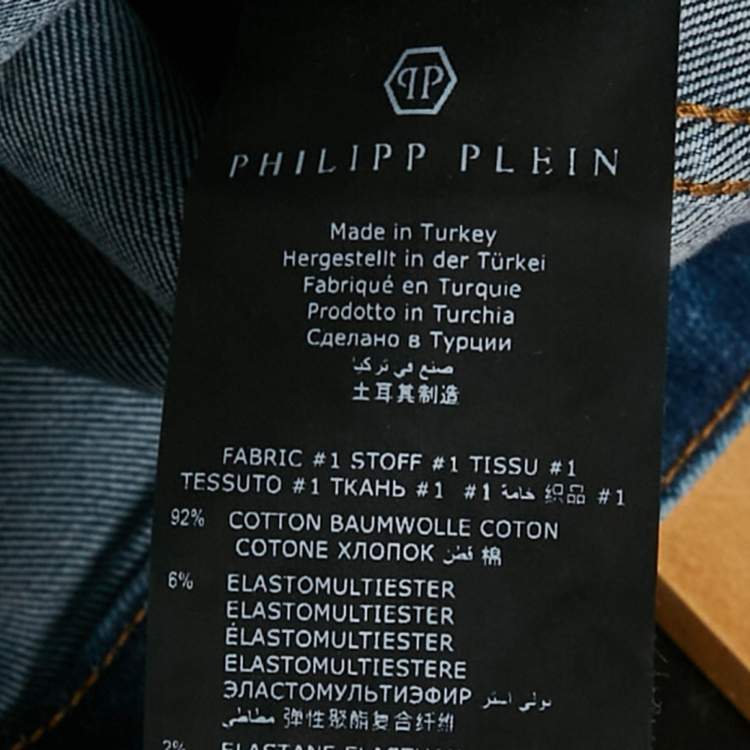 PP
PHILIPP PLEIN
Made in Turkey
Hergestellt in der Türkei
Fabriqué en Turquie
Prodotto in Turchia
Сделано в Турции
صنع في تركيا
土耳其制造
FABRIC #1 STOFF #1 TISSU #1
TESSUTO #1 ТКАНЬ #1 #1 خامة 织品 #1
92% COTTON BAUMWOLLE COTON
COTONE ХЛОПОК قطن 棉
6% ELASTOMULTIESTER
ELASTOMULTIESTER
ÉLASTOMULTIESTER
ELASTOMULTIESTERE
ЭЛАСТОМУЛЬТИЭФИР بولي استر
مطاطي 弹性聚酯复合纤维
2% ELASTANE